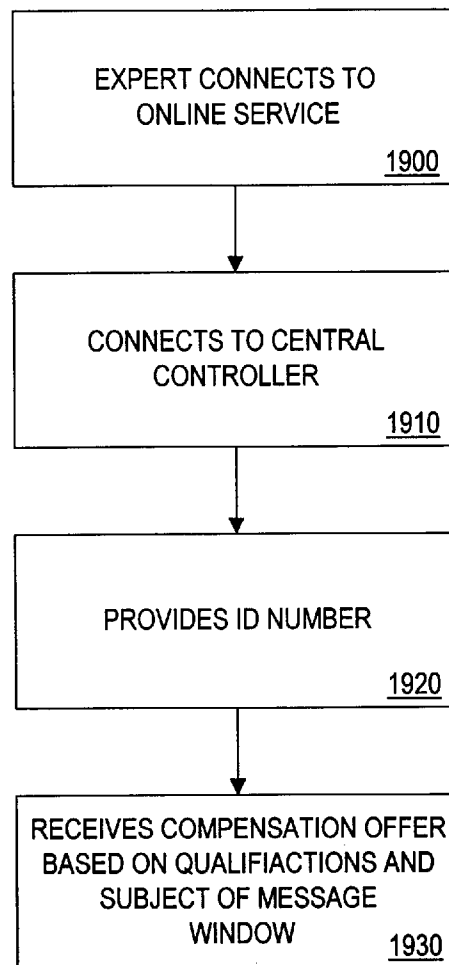 EXPERT CONNECTS TO
ONLINE SERVICE
1900
CONNECTS TO CENTRAL
CONTROLLER
1910
PROVIDES ID NUMBER
1920
RECEIVES COMPENSATION OFFER
BASED ON QUALIFIACTIONS AND
SUBJECT OF MESSAGE
WINDOW
1930